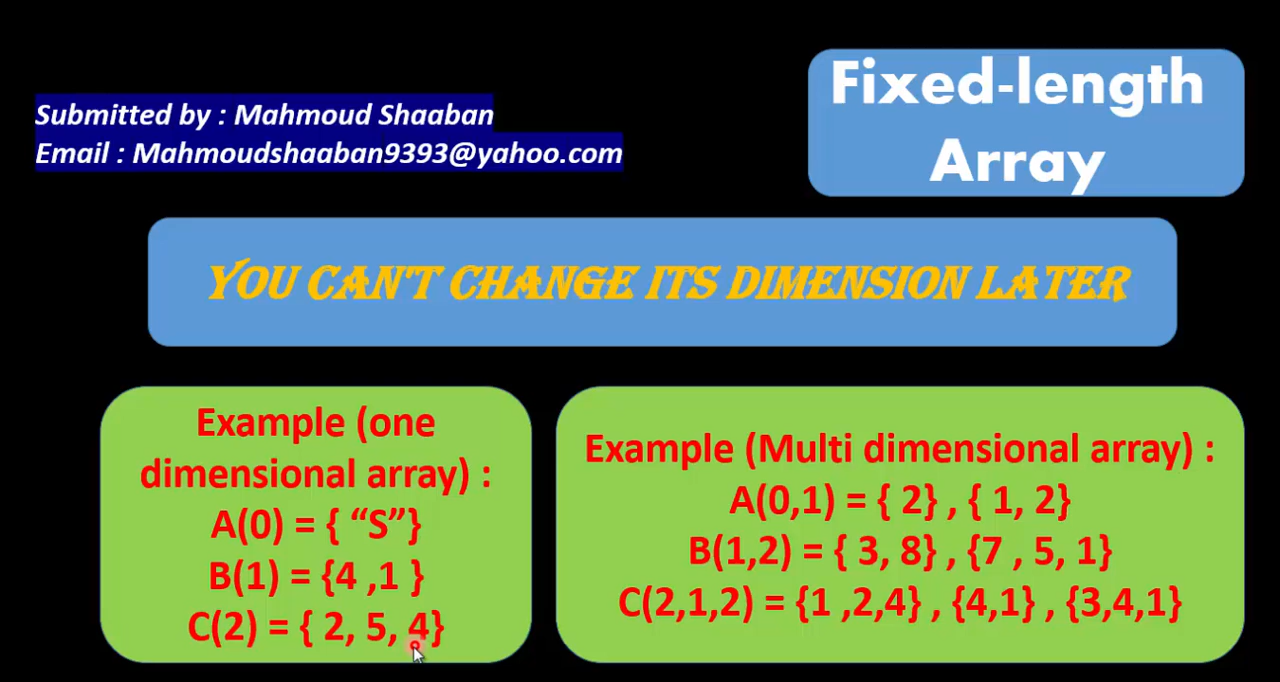 Submitted by : Mahmoud Shaaban
Email : Mahmoudshaaban9393@yahoo.com
Fixed-length
Array
YOU CAN'T CHANGE ITS DIMENSION LATER
Example (one
dimensional array) :
A(0) = { “S”}
B(1) = {4 ,1 }
C(2) = { 2, 5, 4}
Example (Multi dimensional array) :
A(0,1) = { 2} , { 1, 2}
B(1,2) = { 3, 8} , {7 , 5, 1}
C(2,1,2) = {1 ,2,4} , {4,1} , {3,4,1}